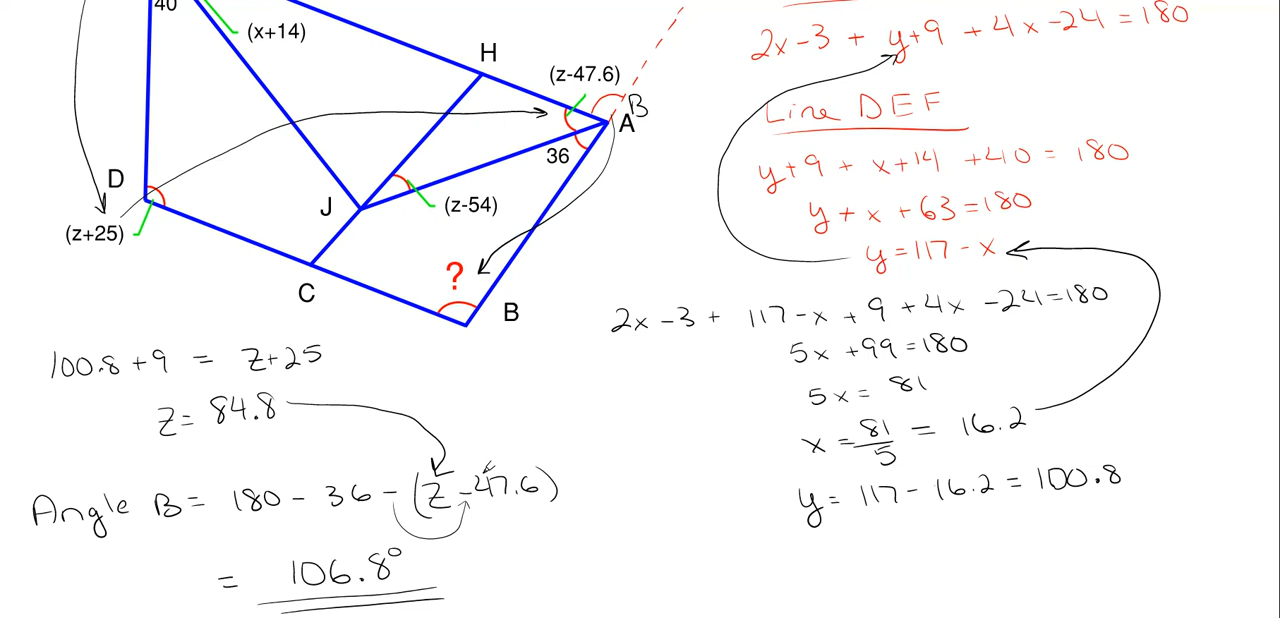 40
(x+14)
H
(z-47.6)
B
A
36
D
J
(z-54)
(z+25)
?
C
B
100.8+9 = z+25
z= 84.8
Angle B= 180 - 36 -(z-47.6)
= 106.8°
2x-3 + y+9 +4x-24 =180
Line DEF
y+9 + x+14 +40= 180
y+ x +63=180
y=117-x
2x-3+ 117-x +9 +4x -24=180
5x +99=180
5x= 81
x = 81/5 = 16.2
y= 117-16.2=100.8